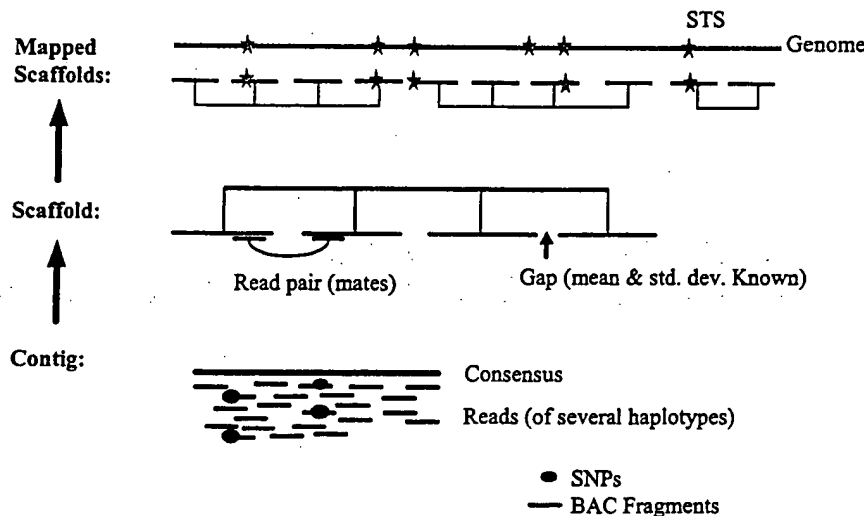 STS
Mapped
Scaffolds:
Genome
Scaffold:
Read pair (mates)
Gap (mean & std. dev. Known)
Contig:
Consensus
Reads (of several haplotypes)
SNPs
BAC Fragments